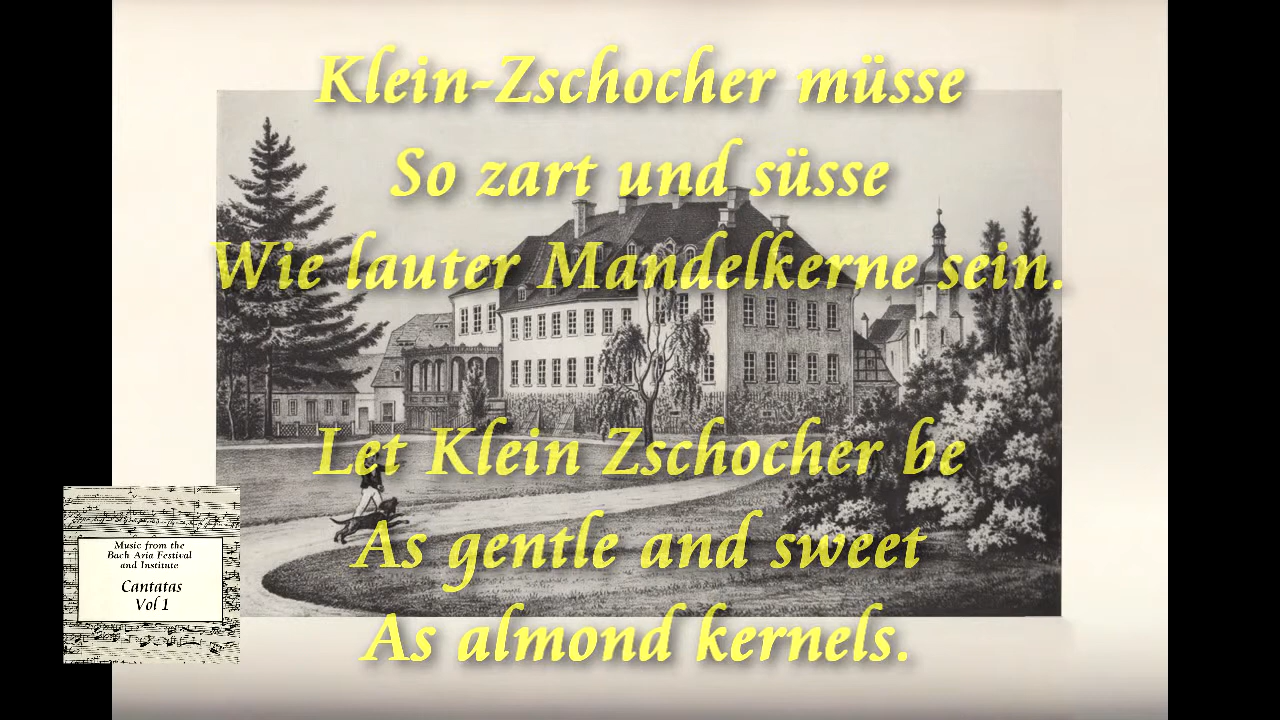 Klein-Zschocher müsse
So zart und süsse
Wie lauter Mandelkerne sein.
Let Klein Zschocher be
As gentle and sweet
As almond kernels.
Music from the
Bach Aria Festival
and Institute
Cantatas
Vol 1